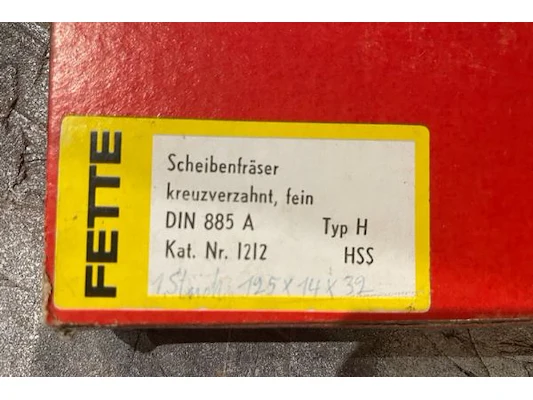 FETTE
Scheibenfräser
kreuzverzahnt, fein
DIN 885 A Typ H
Kat. Nr. 1212 HSS
1 Stück 125 x 14 x 32